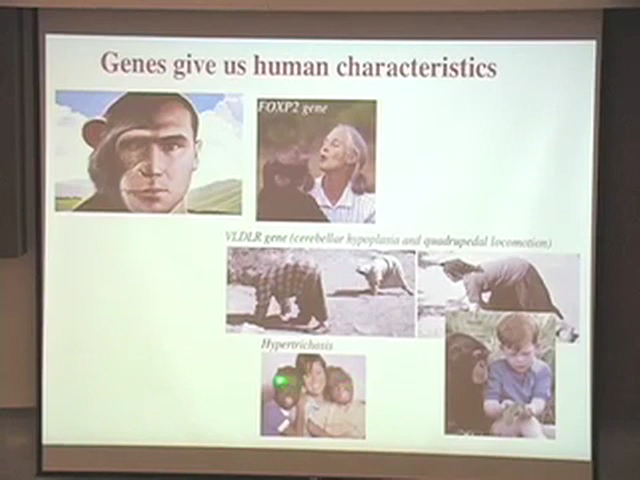 Genes give us human characteristics
FOXP2 gene
VLDLR gene (cerebellar hypoplasia and quadrupedal locomotion)
Hypertrichosis